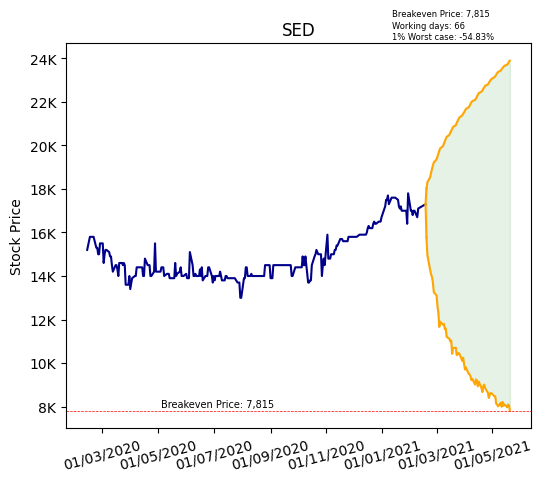 Breakeven Price: 7,815
Working days: 66
1% Worst case: -54.83%
SED
Stock Price
24K
22K
20K
18K
16K
14K
12K
10K
8K
Breakeven Price: 7,815
01/03/2020
01/05/2020
01/07/2020
01/09/2020
01/11/2020
01/01/2021
01/03/2021
01/05/2021